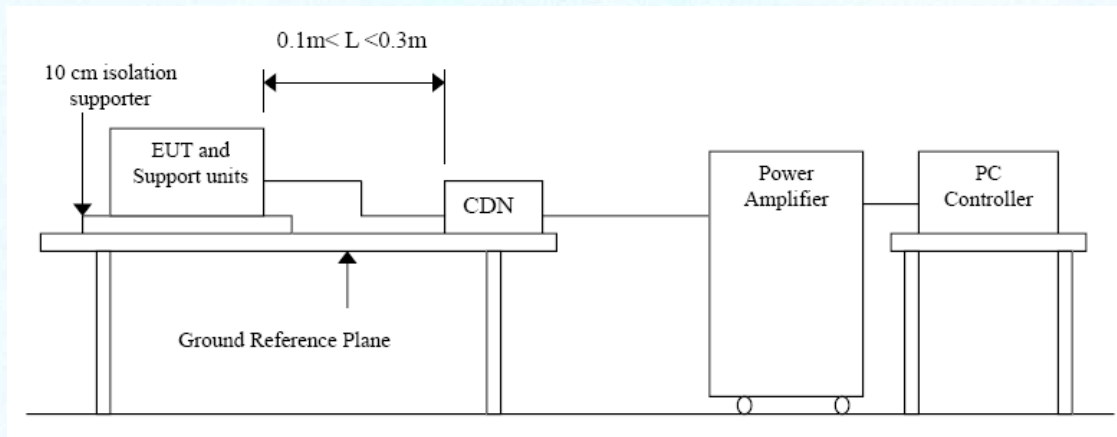 0.1m< L <0.3m
10 cm isolation
supporter
EUT and
Support units
CDN
Power
Amplifier
PC
Controller
Ground Reference Plane